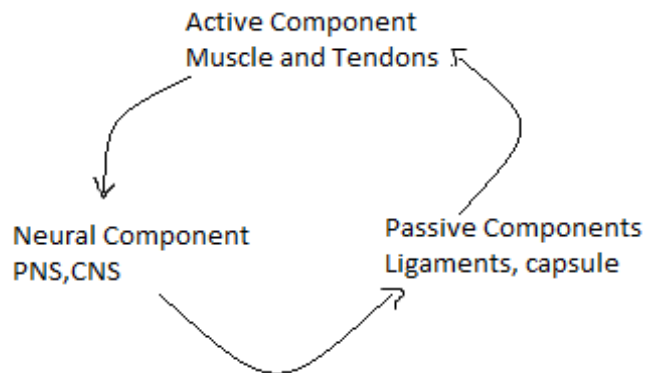 Active Component
Muscle and Tendons
Neural Component
PNS,CNS
Passive Components
Ligaments, capsule